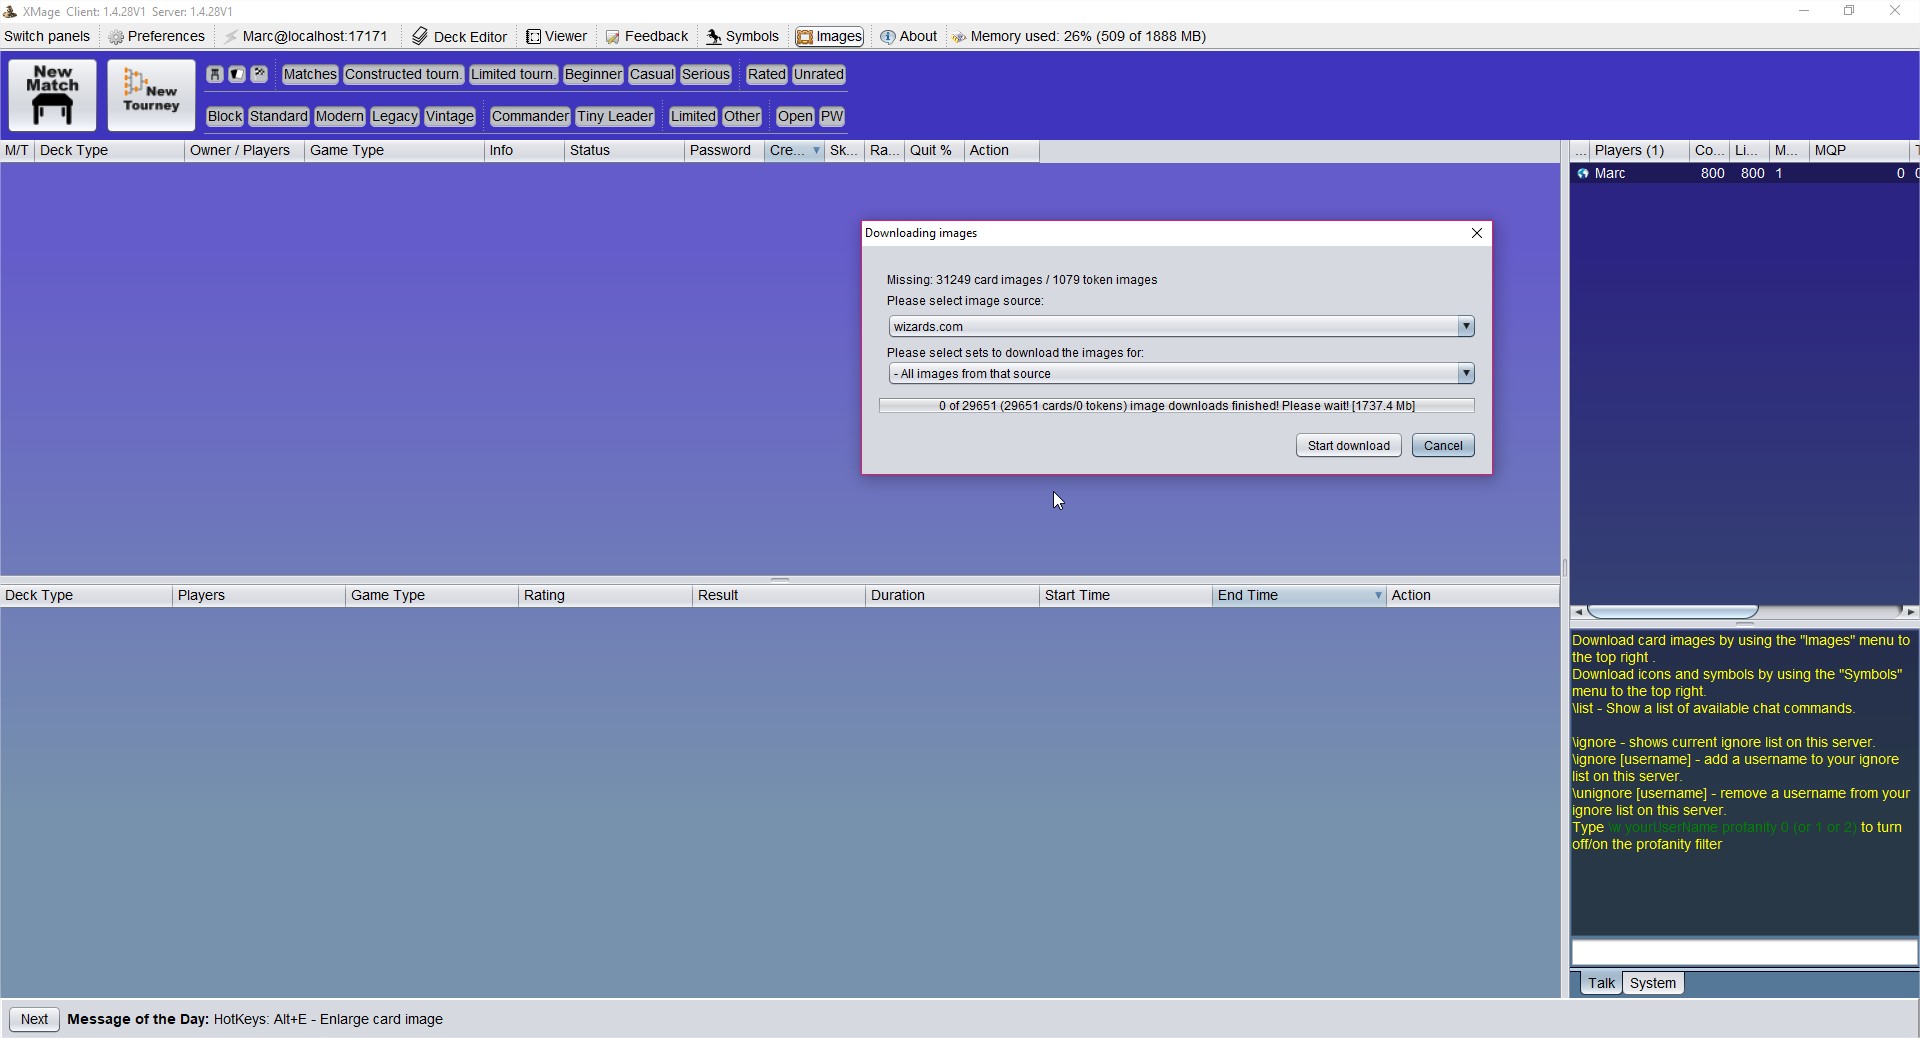 XMage Client: 1.4.28V1 Server: 1.4.28V1
Switch panels Preferences Marc@localhost:17171 Deck Editor Viewer Feedback Symbols Images About Memory used: 26% (509 of 1888 MB)
New Match
New Tourney
Matches Constructed tourn. Limited tourn. Beginner Casual Serious Rated Unrated
Block Standard Modern Legacy Vintage Commander Tiny Leader Limited Other Open PW
M/T Deck Type Owner / Players Game Type Info Status Password Cre... Sk... Ra... Quit % Action
... Players (1) Co... Li... M... MQP
Marc 800 800 1 0
Downloading images
Missing: 31249 card images / 1079 token images
Please select image source:
wizards.com
Please select sets to download the images for:
- All images from that source
0 of 29651 (29651 cards/0 tokens) image downloads finished! Please wait! [1737.4 Mb]
Start download Cancel
Deck Type Players Game Type Rating Result Duration Start Time End Time Action
Download card images by using the "Images" menu to
the top right .
Download icons and symbols by using the "Symbols"
menu to the top right.
\list - Show a list of available chat commands.
\ignore - shows current ignore list on this server.
\ignore [username] - add a username to your ignore
list on this server.
\unignore [username] - remove a username from your
ignore list on this server.
Type \w yourUserName profanity 0 (or 1 or 2) to turn
off/on the profanity filter
Talk System
Next Message of the Day: HotKeys: Alt+E - Enlarge card image